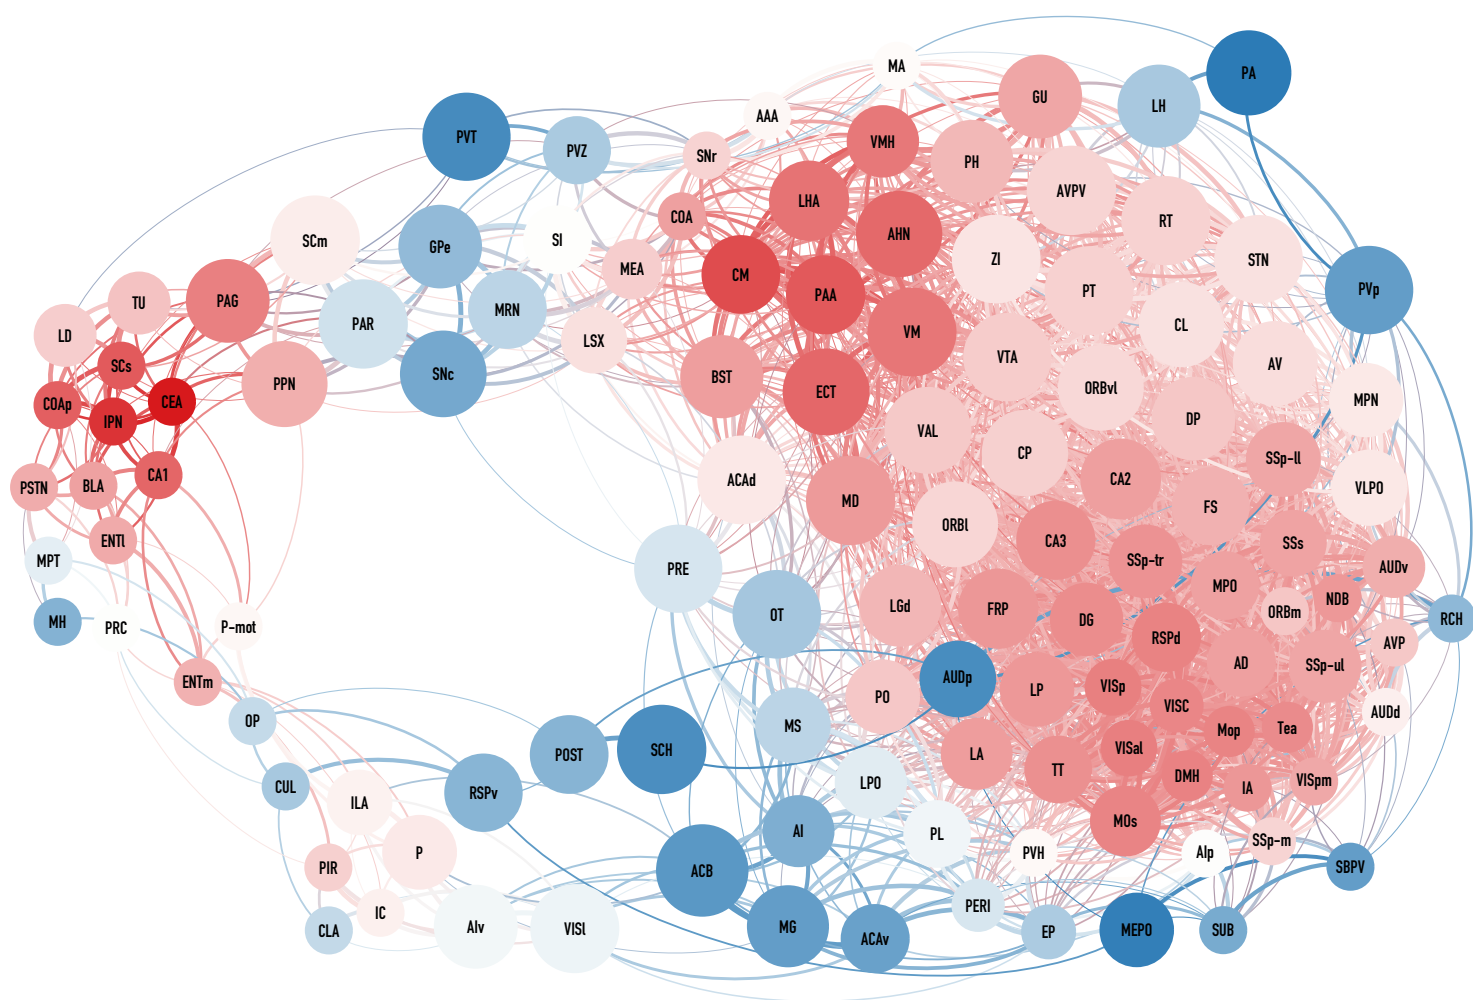 MA
PA
GU
LH
AAA
PVT
VMH
PVZ
SNr
PH
AVPV
LHA
COA
RT
AHN
SCm
SI
GPe
STN
ZI
MEA
CM
PT
PVp
PAA
TU
PAG
MRN
PAR
CL
LD
VM
LSX
VTA
SCs
AV
SNc
BST
PPN
ORBvl
ECT
MPN
CEA
COAp
DP
IPN
VAL
CP
SSp-ll
CA1
ACAd
CA2
BLA
PSTN
VLPO
MD
FS
ORBl
ENTl
CA3
SSs
MPT
SSp-tr
PRE
AUDv
MPO
NDB
LGd
FRP
ORBm
OT
DG
RCH
MH
PRC
P-mot
RSPd
AVP
AD
SSp-ul
AUDp
ENTm
VISp
LP
PO
VISC
AUDd
OP
MS
Tea
Mop
VISal
SCH
POST
LA
TT
DMH
VISpm
LPO
CUL
IA
RSPv
ILA
MOs
AI
PL
SSp-m
P
PVH
AIp
PIR
SBPV
ACB
PERI
IC
AIv
VISl
MG
CLA
EP
MEPO
SUB
ACAv